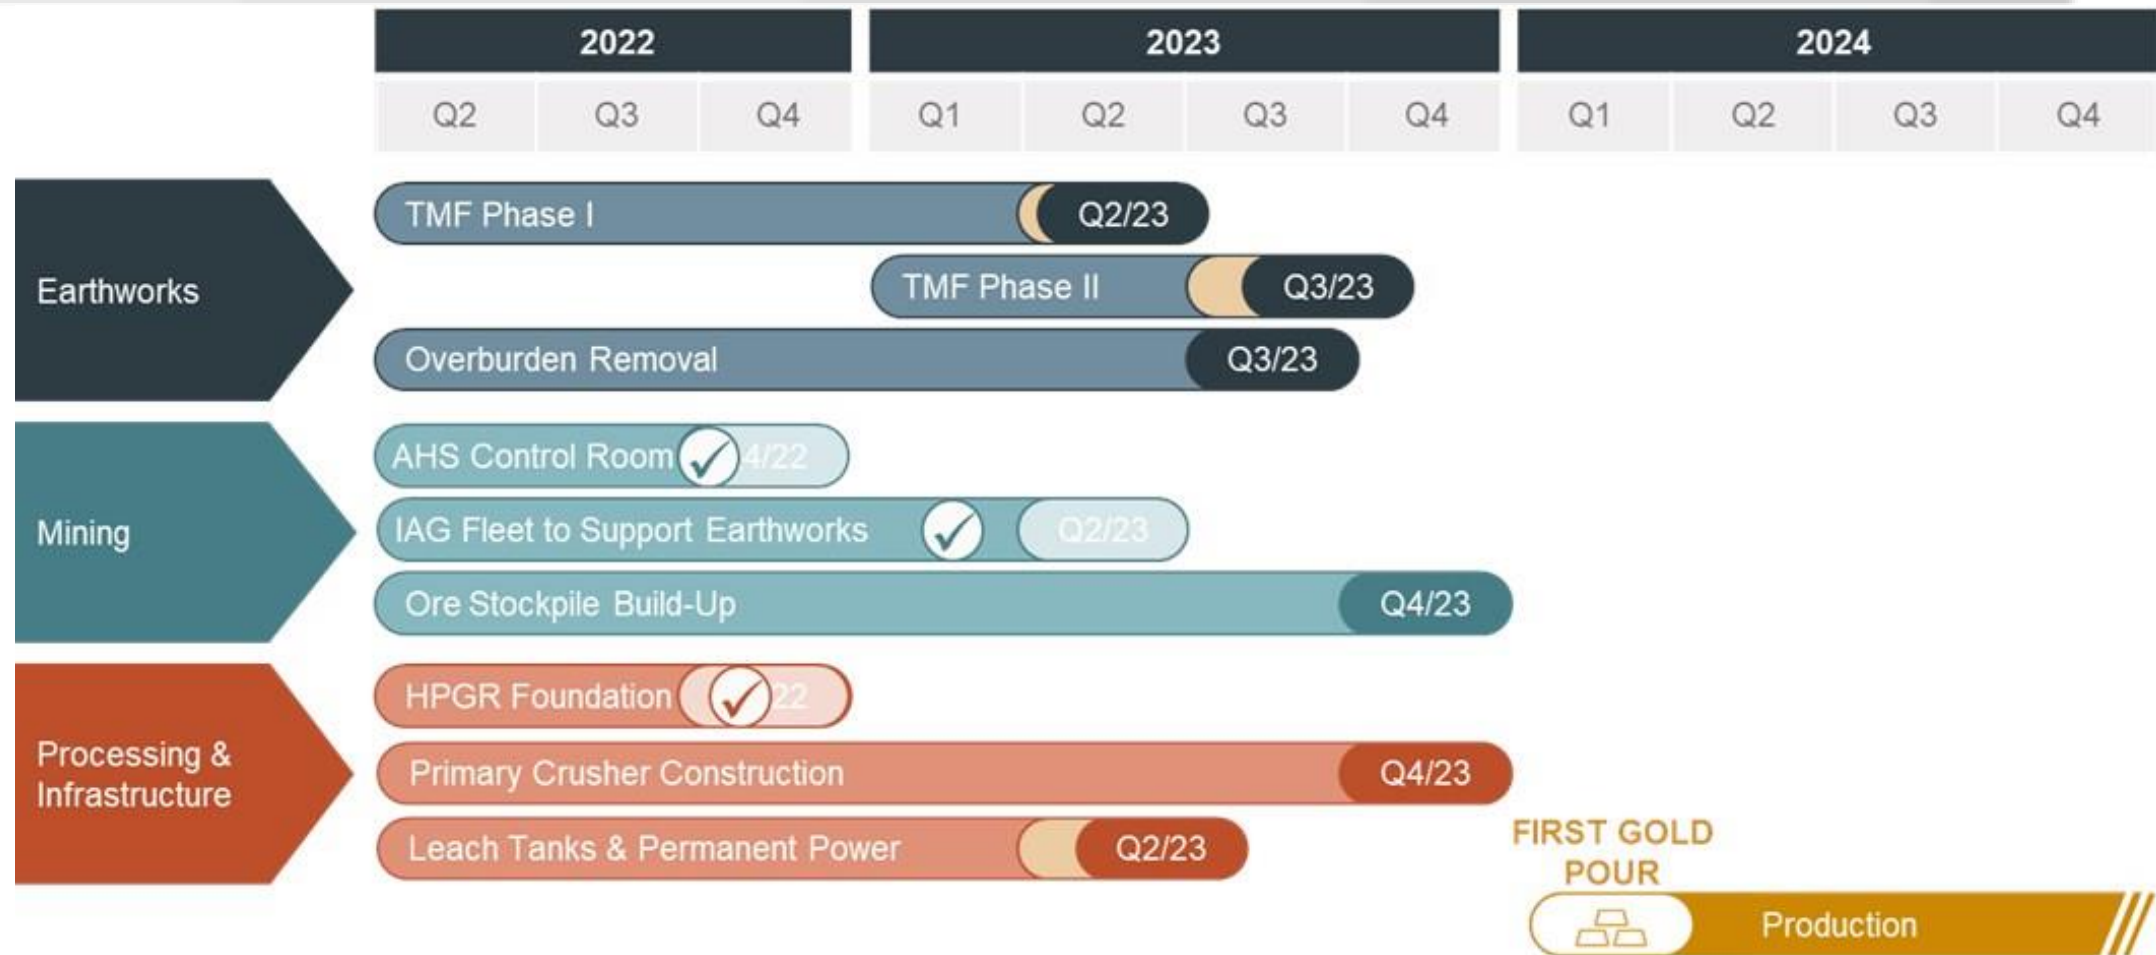 2022 2023 2024
Q2 Q3 Q4 Q1 Q2 Q3 Q4 Q1 Q2 Q3 Q4
Earthworks
TMF Phase I Q2/23
TMF Phase II Q3/23
Overburden Removal Q3/23
Mining
AHS Control Room 4/22
IAG Fleet to Support Earthworks Q2/23
Ore Stockpile Build-Up Q4/23
Processing &
Infrastructure
HPGR Foundation 22
Primary Crusher Construction Q4/23
Leach Tanks & Permanent Power Q2/23
FIRST GOLD
POUR
Production